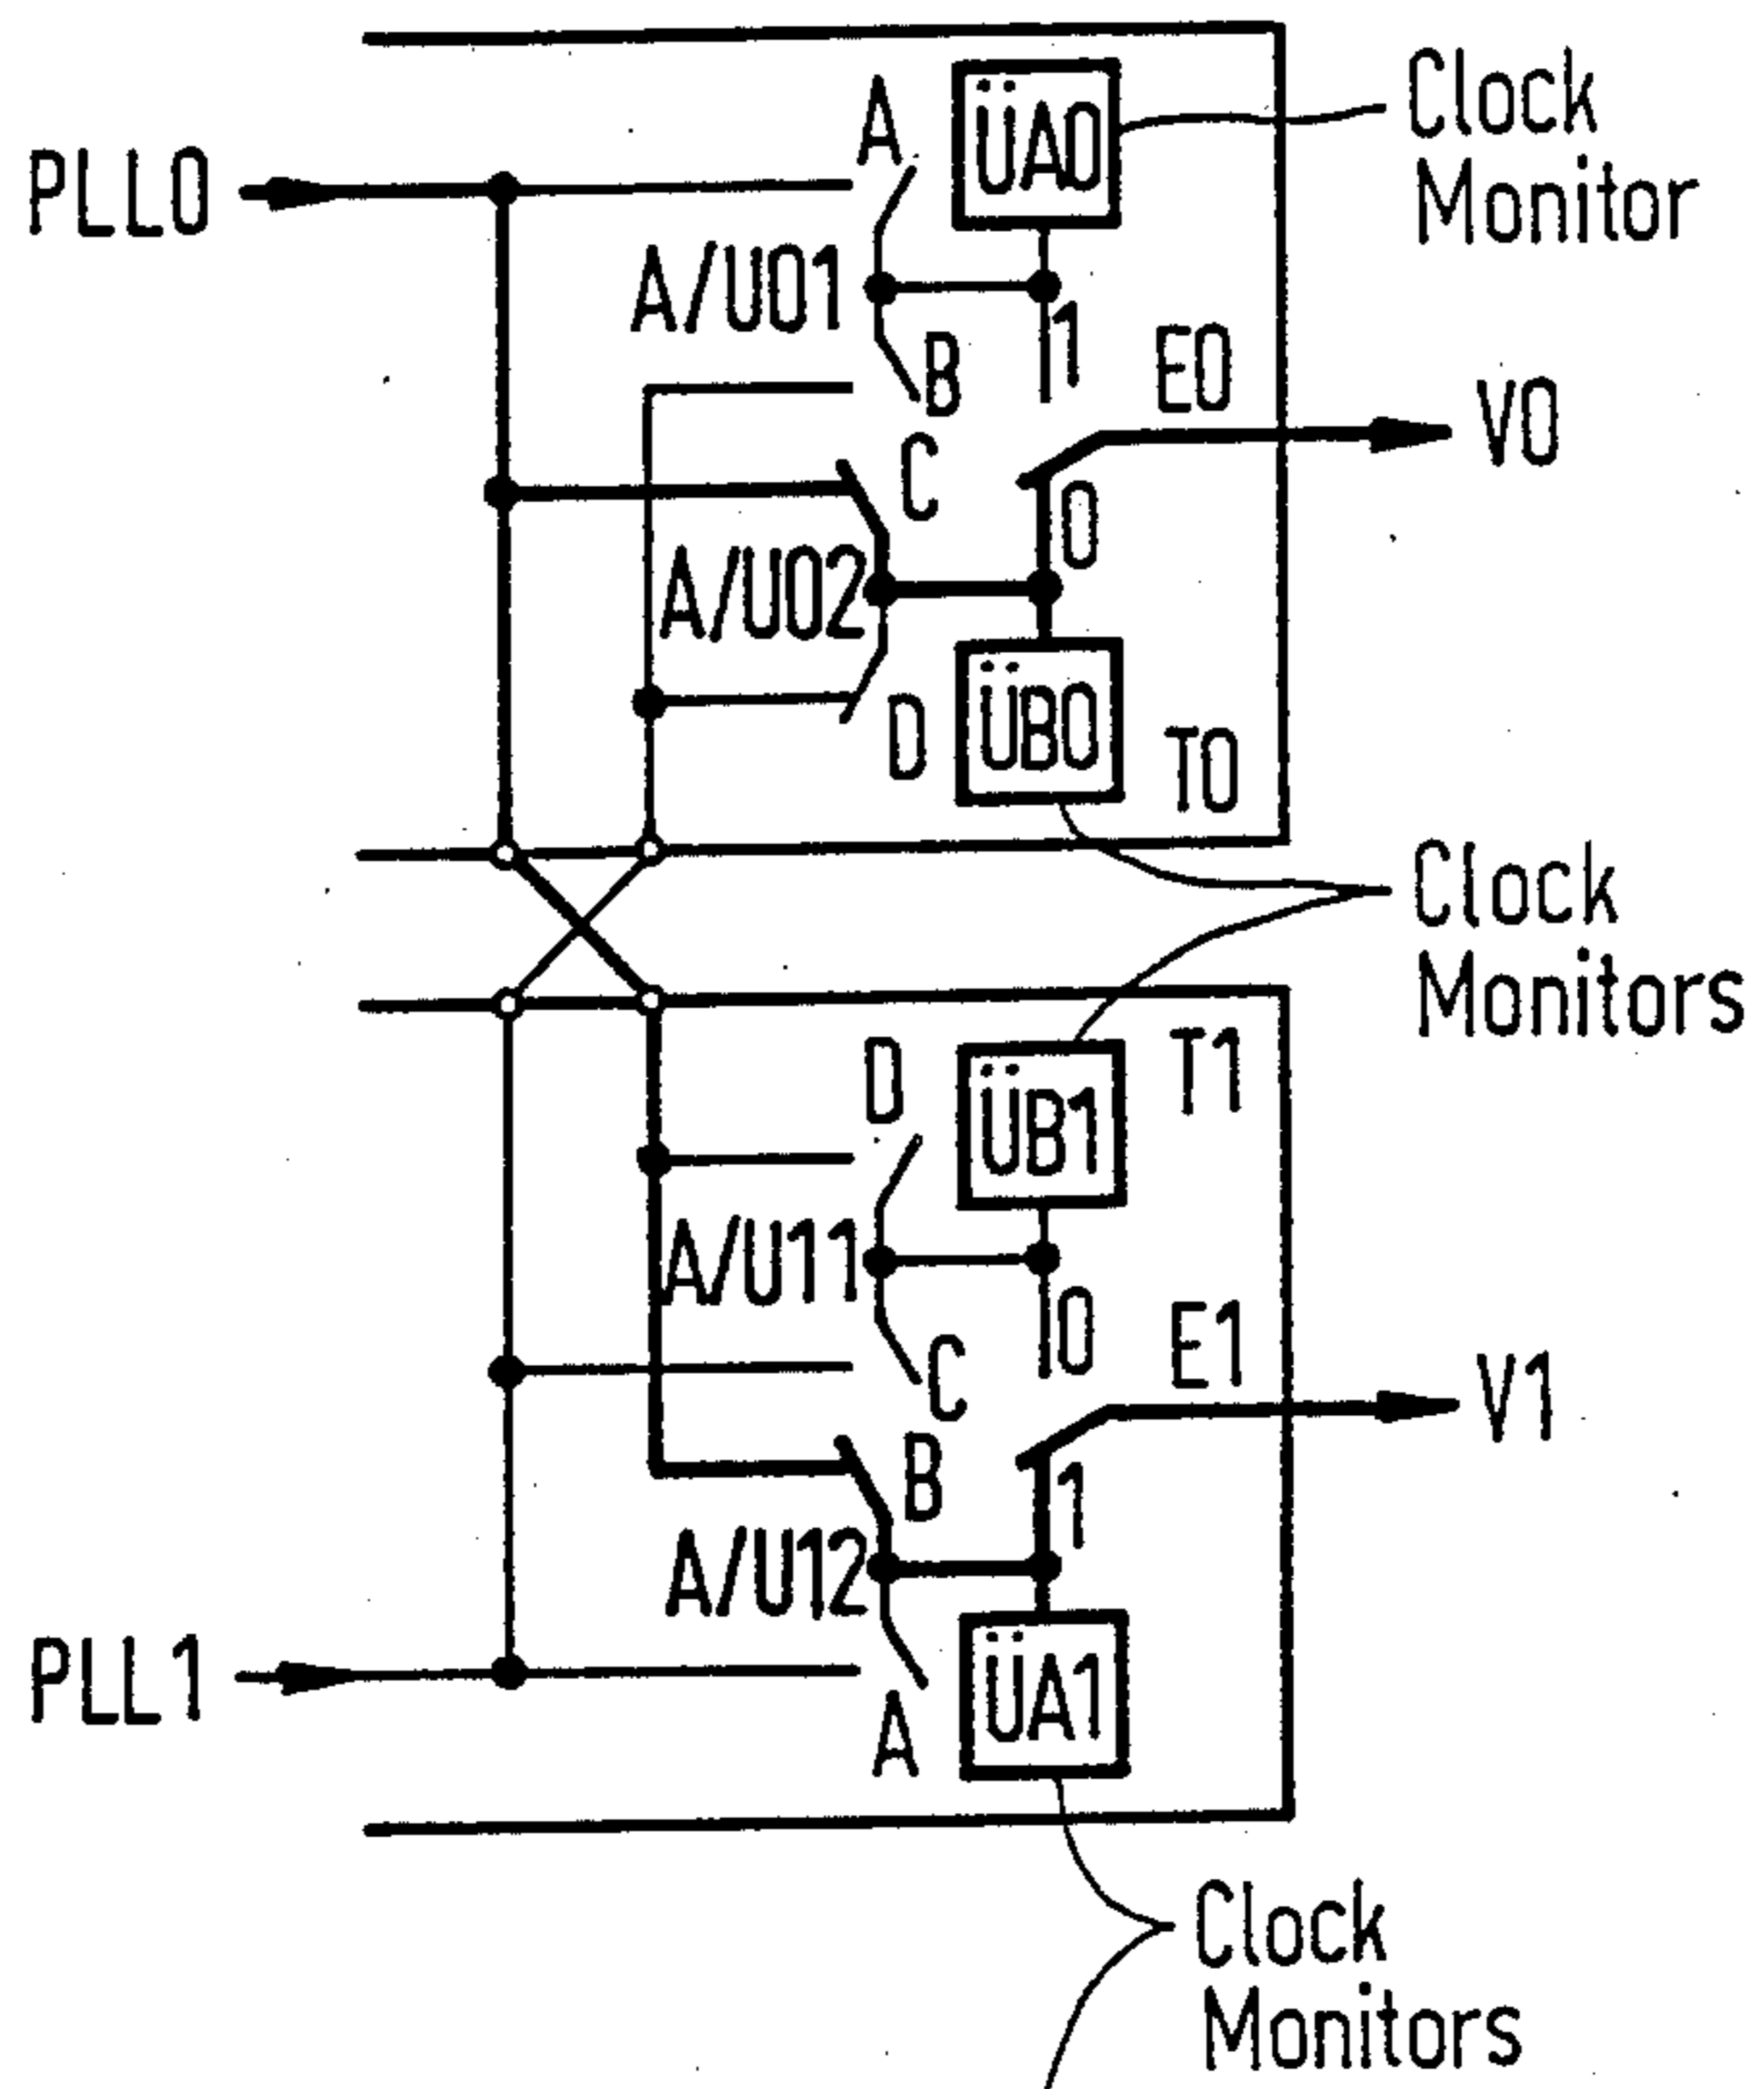 Clock
Monitor
ÜA0
A
PLL0
A/U01
1
B
E0
V0
C
0
A/U02
D
ÜB0
T0
Clock
Monitors
D
ÜB1
T1
A/U11
0
C
E1
V1
B
1
A/U12
PLL1
ÜA1
A
Clock
Monitors